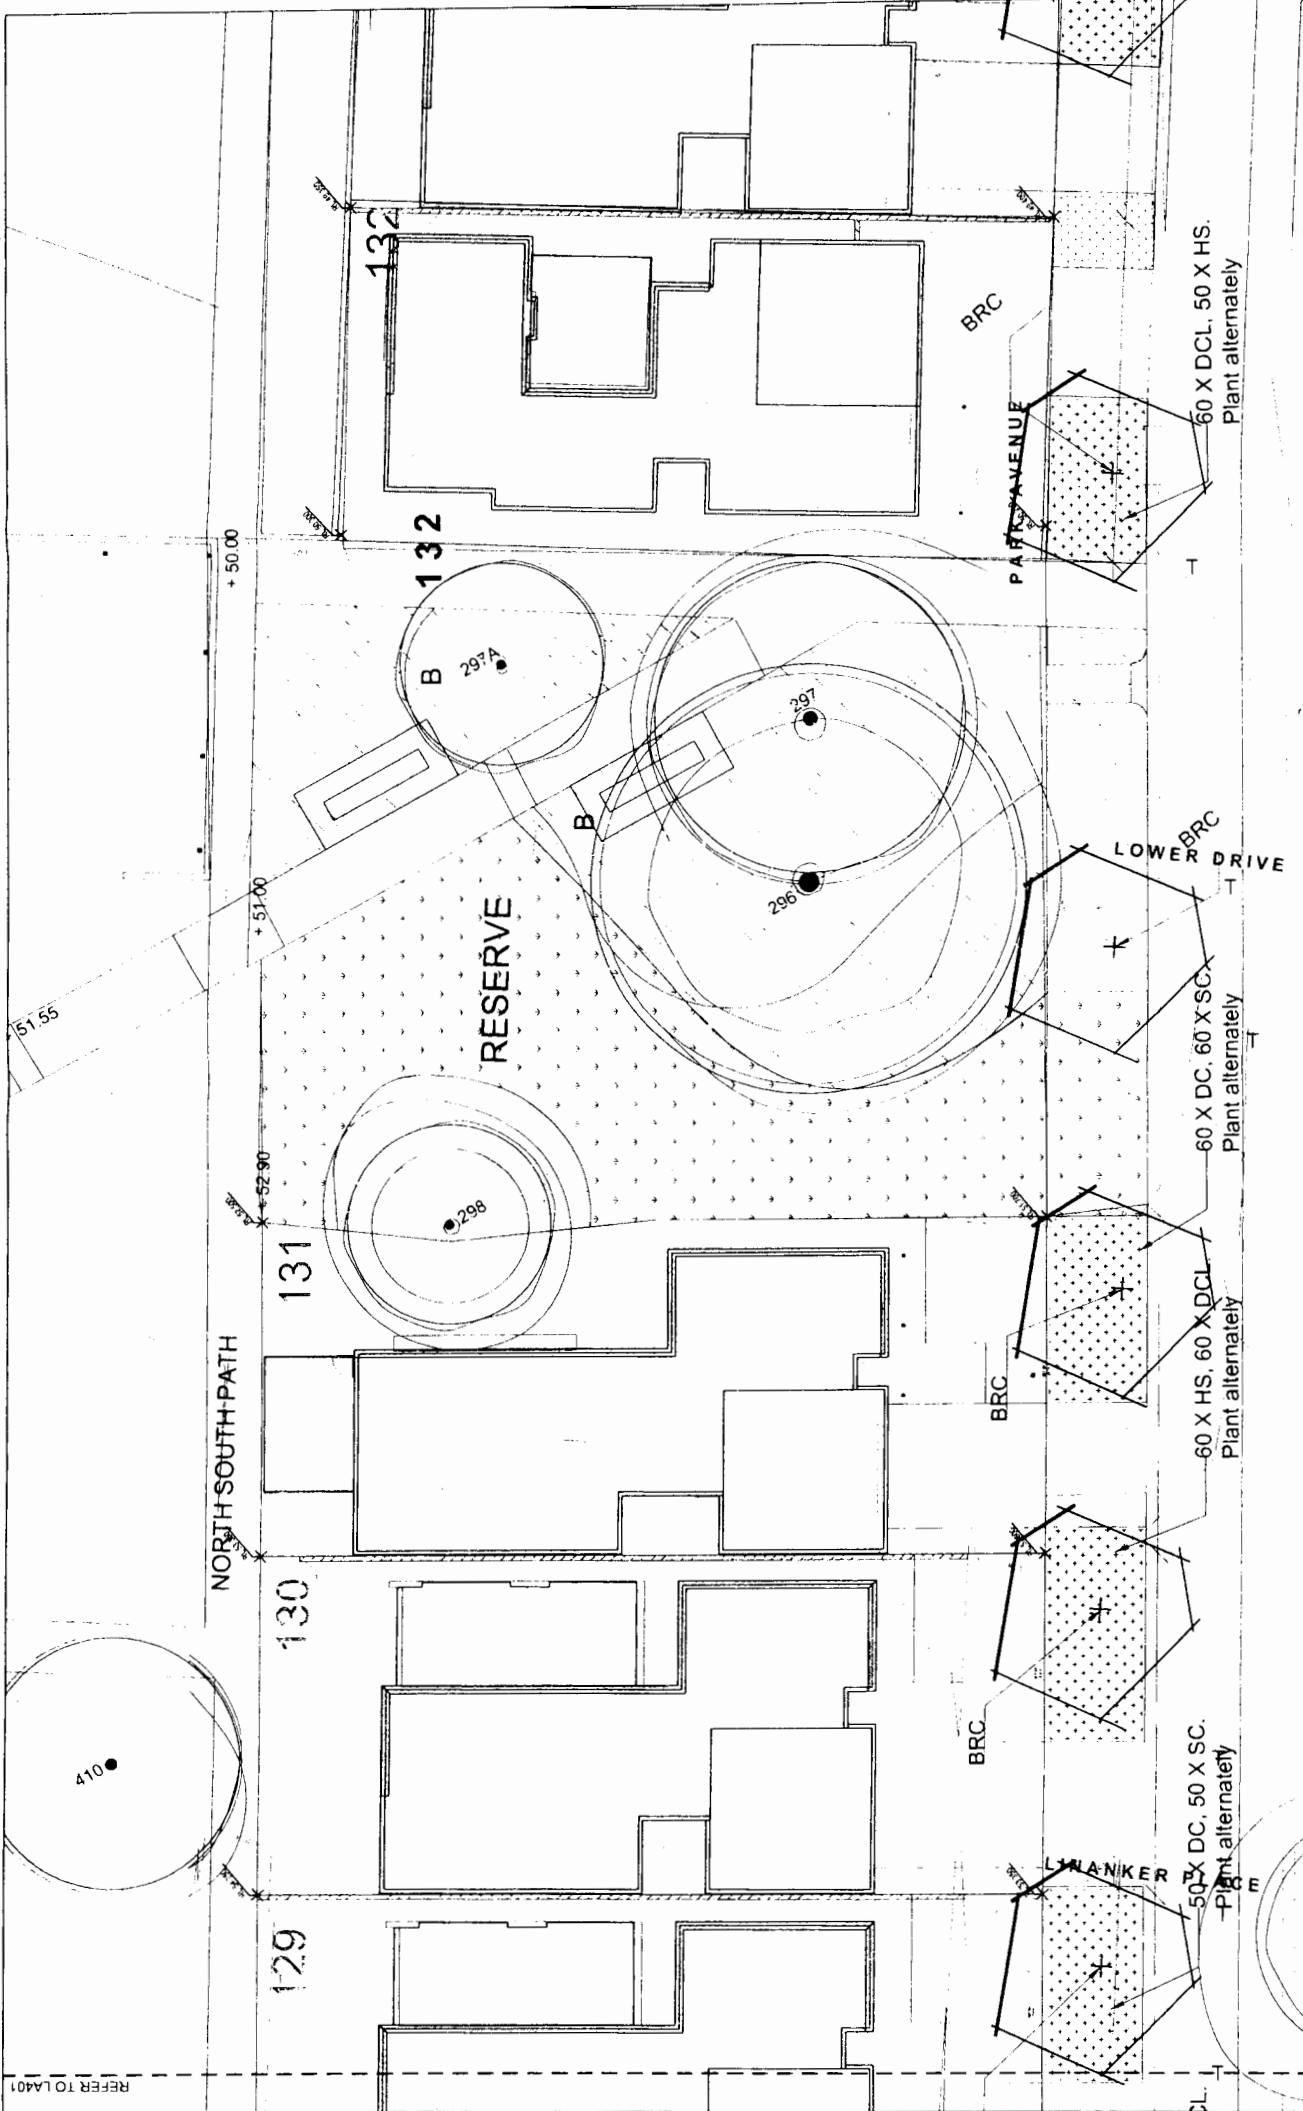 132
132
+ 50.00
BRC
PARK AVENUE
60 X DCL, 50 X HS.
Plant alternately
T
B
297A
297
B
296
BRC
LOWER DRIVE
T
+ 51.00
51.55
RESERVE
60 X DC, 60 X SC.
Plant alternately
T
+ 52.90
298
131
NORTH SOUTH PATH
BRC
60 X HS, 60 X DCL.
Plant alternately
130
410
BRC
50 X DC, 50 X SC.
Plant alternately
LINANKER PLACE
T
129
REFER TO LA401
T
CL.